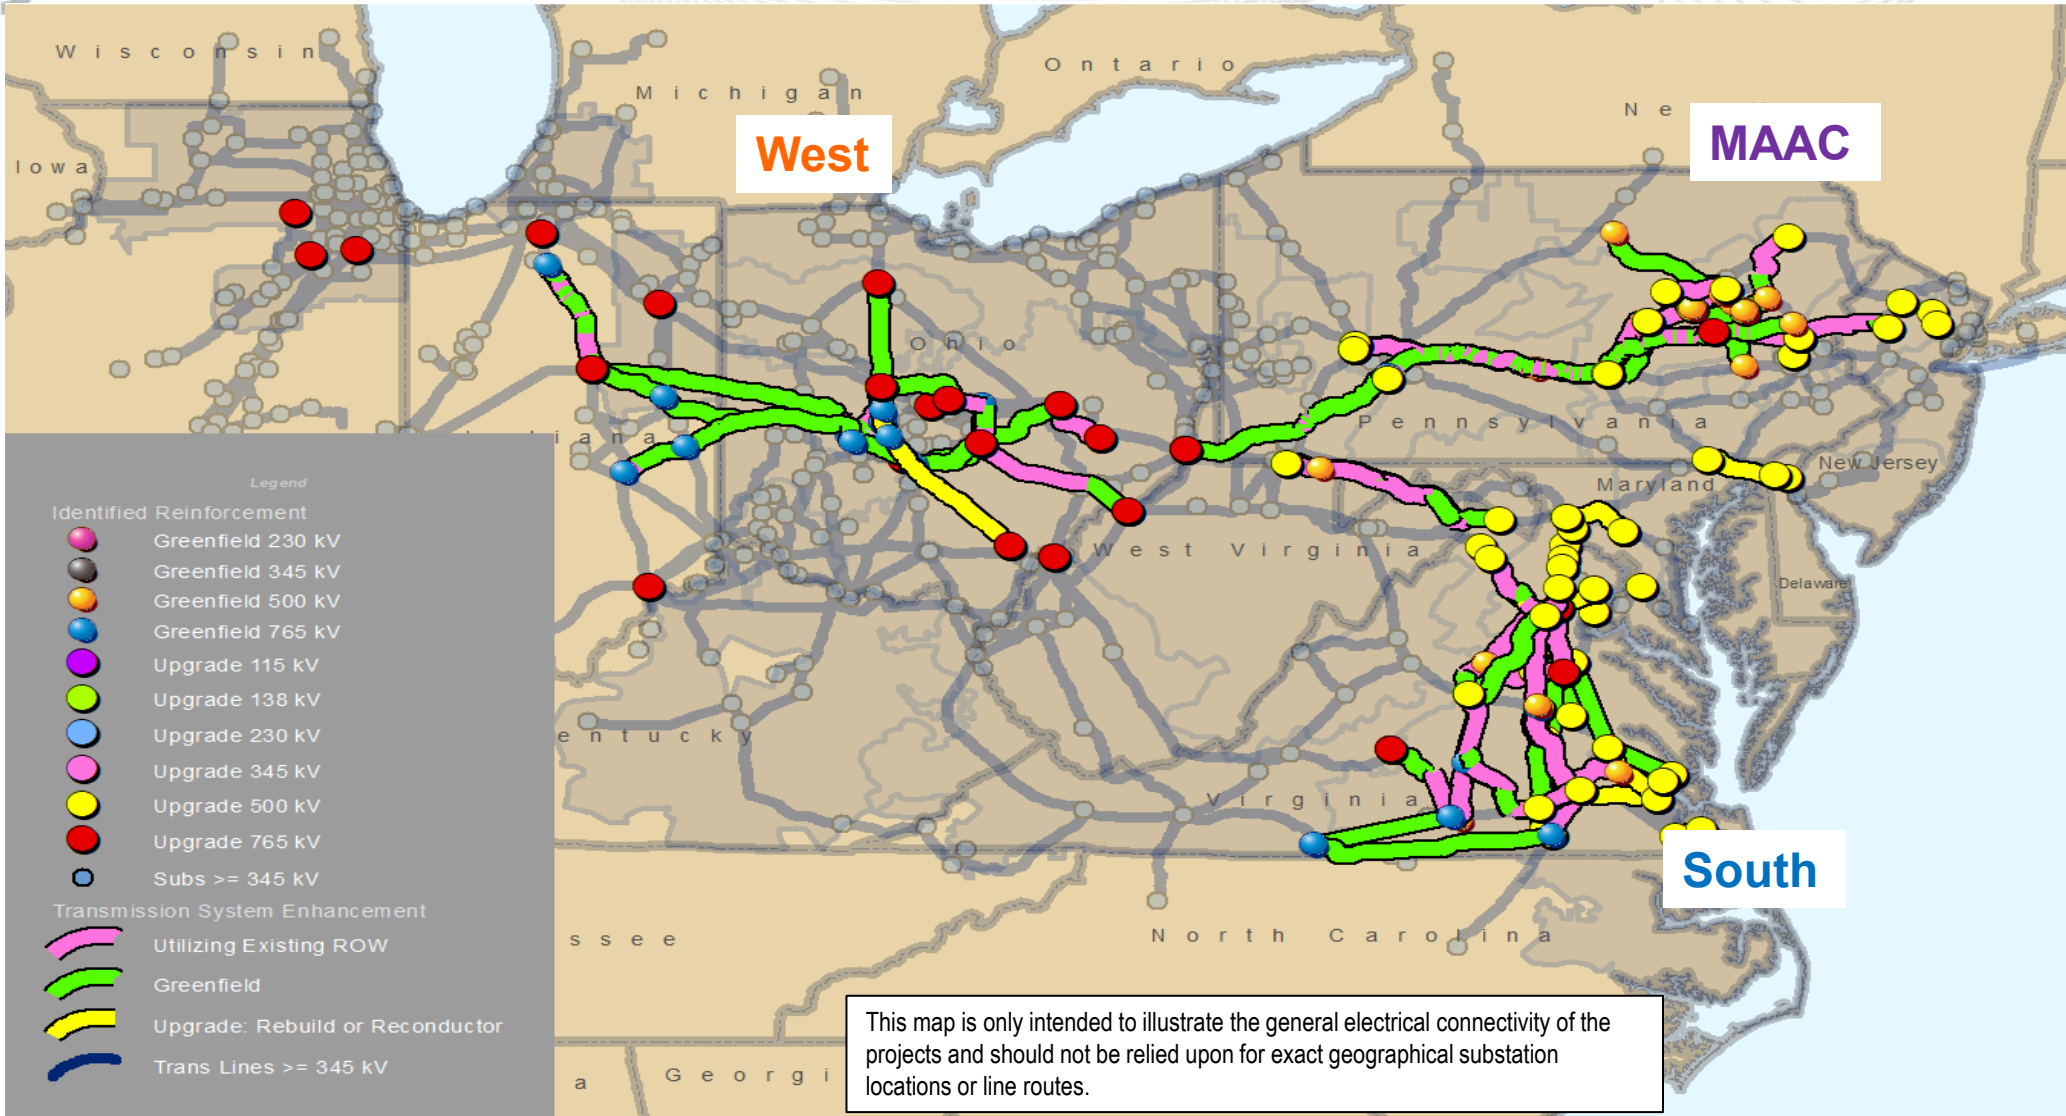 Wisconsin
Ontario
Michigan
Ne
MAAC
West
Iowa
Ohio
Pennsylvania
iana
New Jersey
Maryland
West Virginia
Delaware
entucky
Virginia
South
ssee
North Carolina
a
Georgi
Legend
Identified Reinforcement
Greenfield 230 kV
Greenfield 345 kV
Greenfield 500 kV
Greenfield 765 kV
Upgrade 115 kV
Upgrade 138 kV
Upgrade 230 kV
Upgrade 345 kV
Upgrade 500 kV
Upgrade 765 kV
Subs >= 345 kV
Transmission System Enhancement
Utilizing Existing ROW
Greenfield
Upgrade: Rebuild or Reconductor
Trans Lines >= 345 kV
This map is only intended to illustrate the general electrical connectivity of the
projects and should not be relied upon for exact geographical substation
locations or line routes.